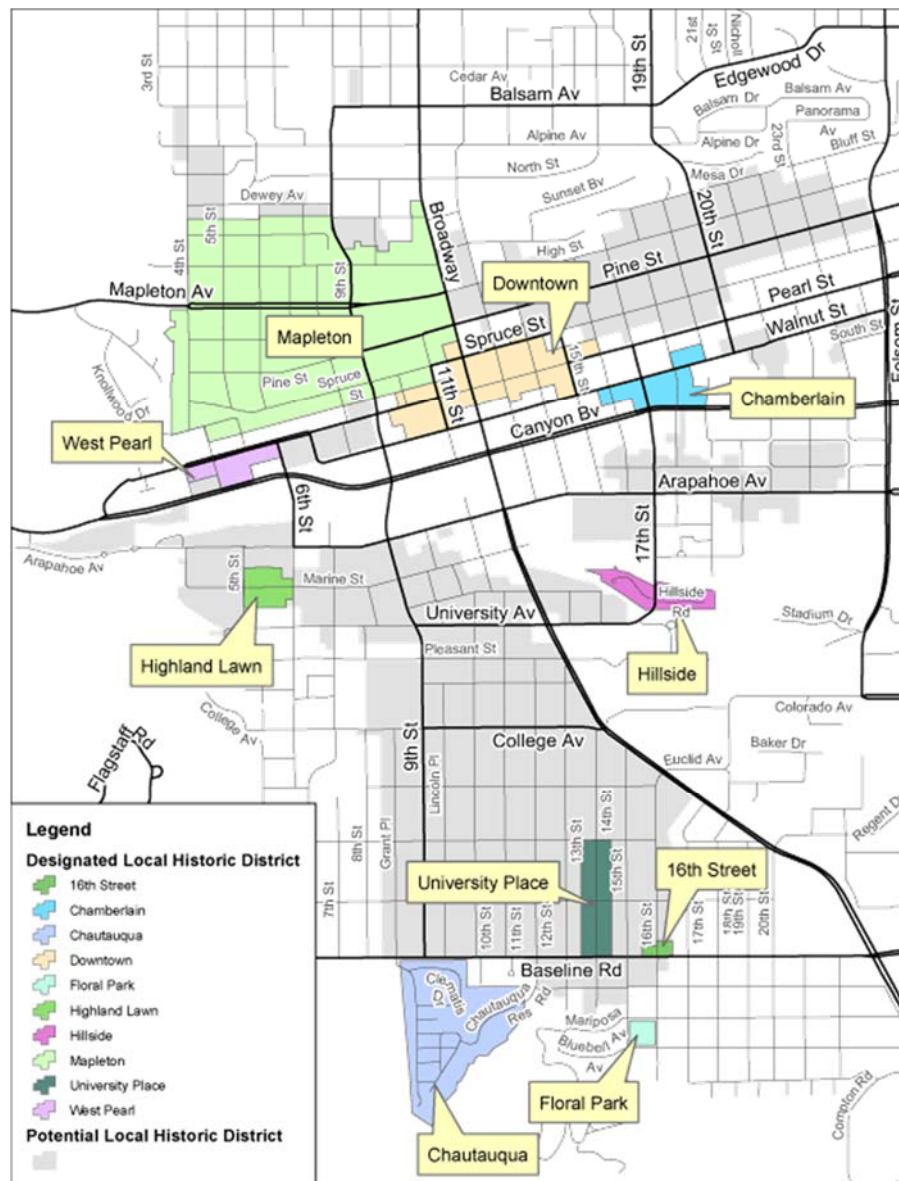 3rd St
19th St
21st St
Nicholl St
Edgewood Dr
Cedar Av
Balsam Av
Balsam Dr
Balsam Av
Panorama Av
Alpine Av
Alpine Dr
23rd St
Bluff St
North St
Mesa Dr
Dewey Av
Sunset Bv
5th St
4th St
Broadway
20th St
High St
9th St
Pine St
Mapleton Av
Downtown
Pearl St
Mapleton
Spruce St
Walnut St
South St
Folsom St
15th St
Pine St
Spruce St
11th St
Knollwood Dr
Canyon Bv
Chamberlain
West Pearl
Arapahoe Av
6th St
17th St
Arapahoe Av
5th St
Marine St
Hillside Rd
University Av
Stadium Dr
Highland Lawn
Pleasant St
Hillside
College Av
Colorado Av
Flagstaff Rd
9th St
College Av
Baker Dr
Euclid Av
Lincoln Pl
Regent Dr
Legend
Designated Local Historic District
16th Street
Chamberlain
Chautauqua
Downtown
Floral Park
Highland Lawn
Hillside
Mapleton
University Place
West Pearl
Potential Local Historic District
8th St
Grant Pl
13th St
14th St
15th St
16th Street
University Place
7th St
10th St
11th St
12th St
16th St
17th St
18th St
19th St
20th St
Baseline Rd
Clematis Dr
Chautauqua Res Rd
Mariposa Av
Bluebell Av
Floral Park
Compton Rd
Chautauqua